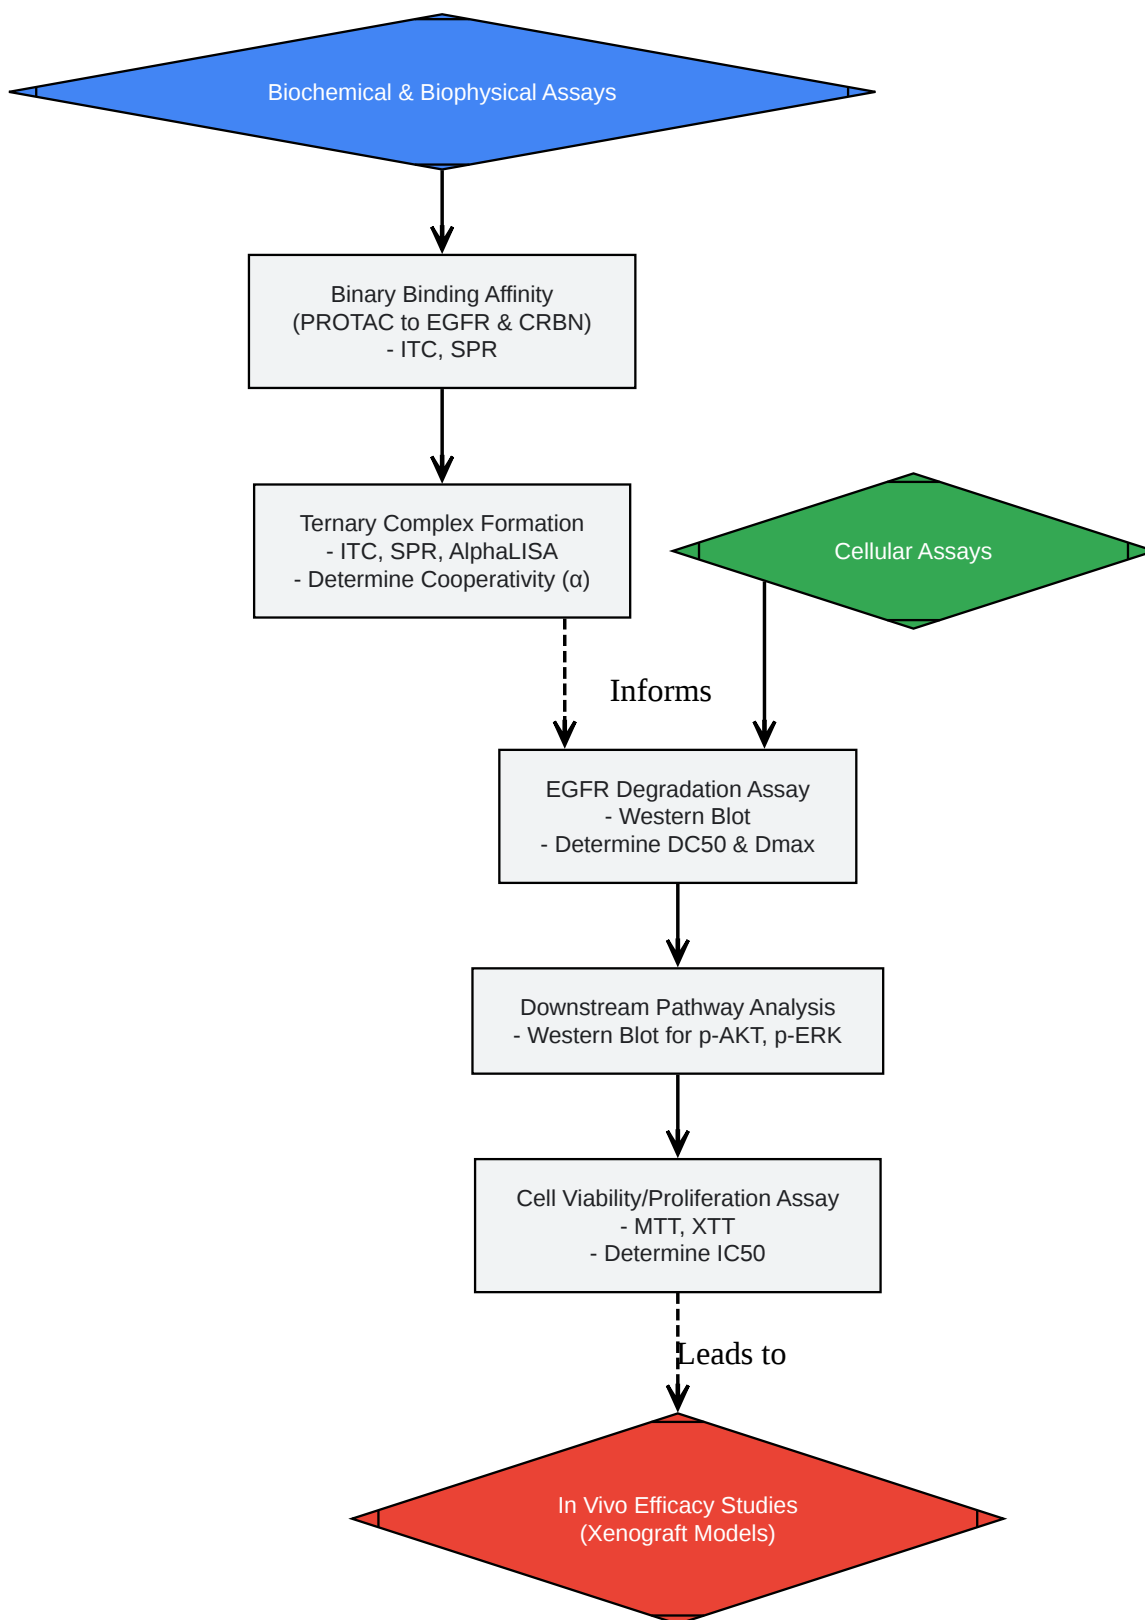 Biochemical & Biophysical Assays
Binary Binding Affinity
(PROTAC to EGFR & CRBN)
- ITC, SPR
Ternary Complex Formation
- ITC, SPR, AlphaLISA
- Determine Cooperativity (α)
Cellular Assays
Informs
EGFR Degradation Assay
- Western Blot
- Determine DC50 & Dmax
Downstream Pathway Analysis
- Western Blot for p-AKT, p-ERK
Cell Viability/Proliferation Assay
- MTT, XTT
- Determine IC50
Leads to
In Vivo Efficacy Studies
(Xenograft Models)